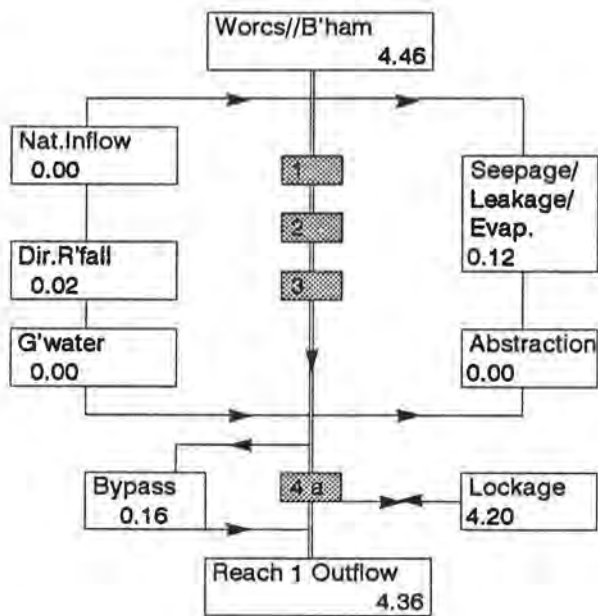 Worcs//B'ham
4.46
Nat.Inflow
0.00
1
Seepage/
Leakage/
Evap.
0.12
2
Dir.R'fall
0.02
3
G'water
0.00
Abstraction
0.00
Bypass
0.16
4 a
Lockage
4.20
Reach 1 Outflow
4.36